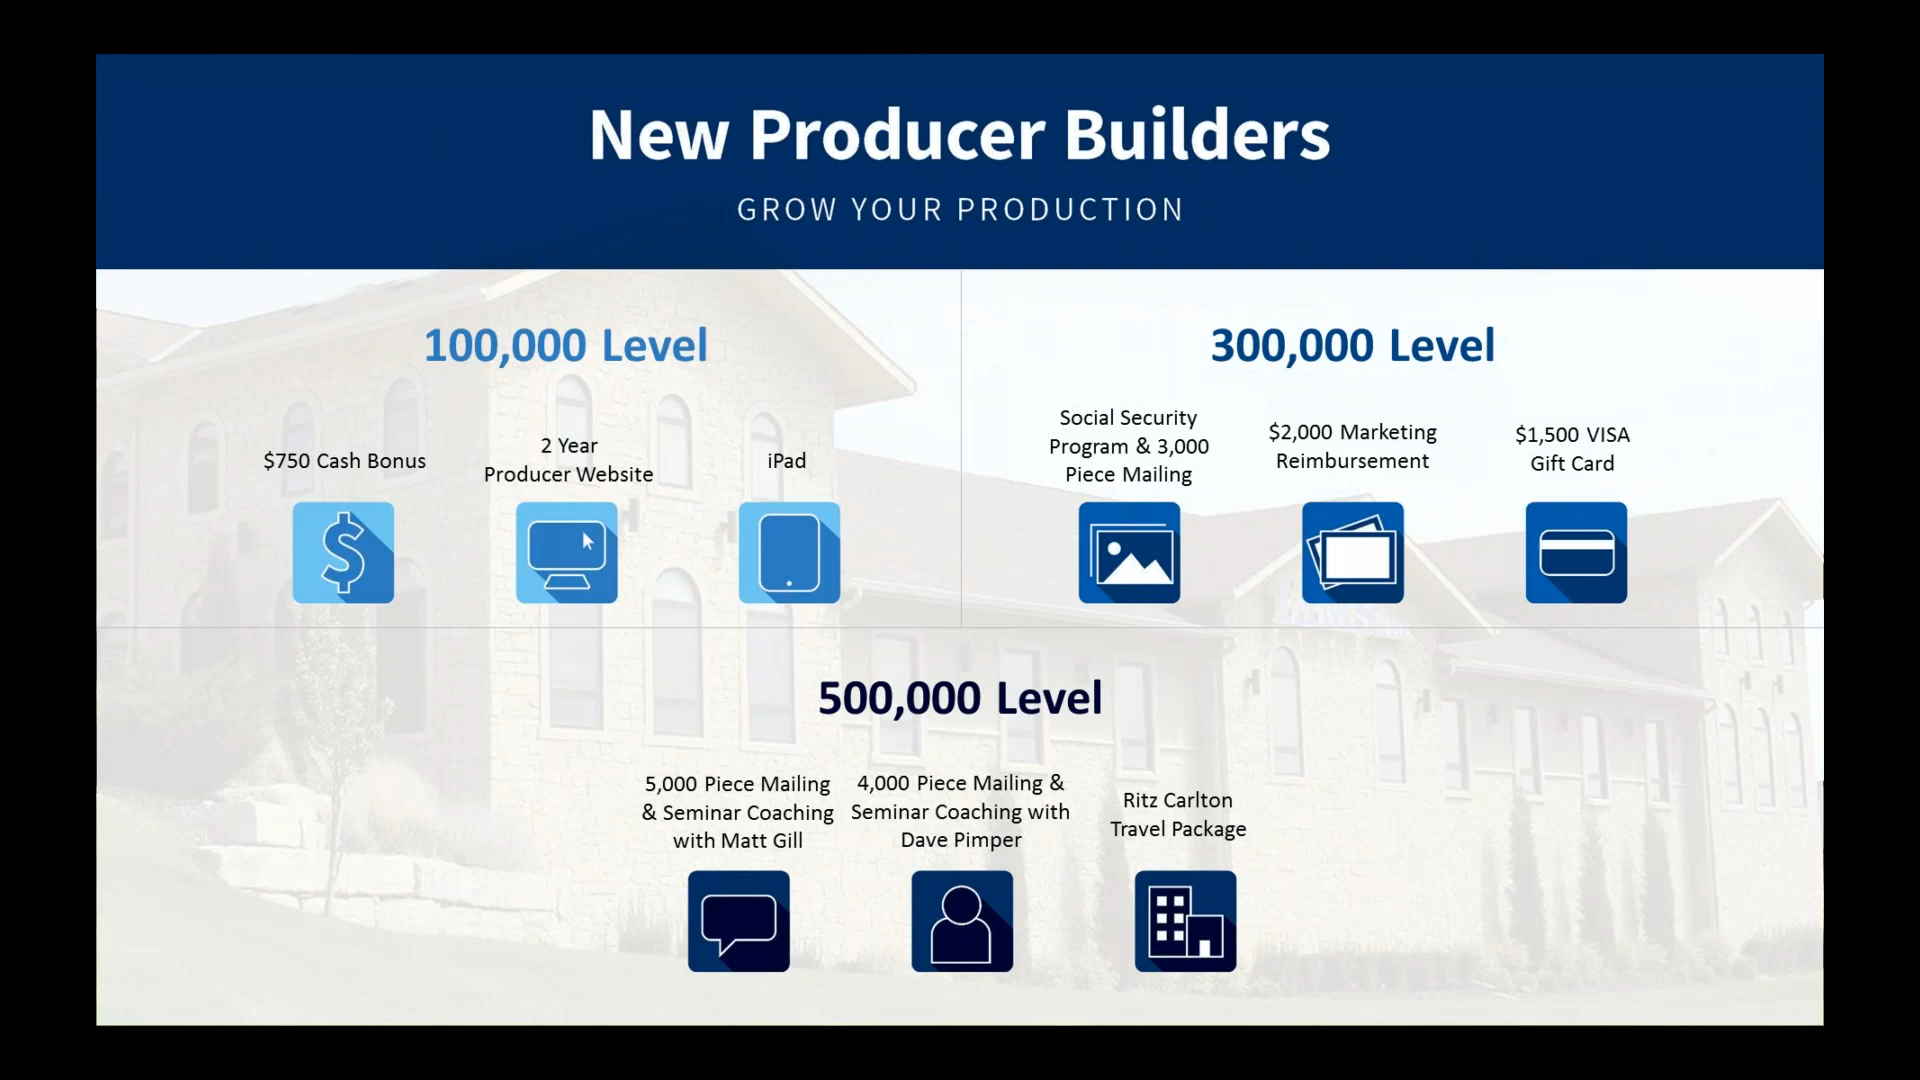 New Producer Builders
GROW YOUR PRODUCTION
100,000 Level
$750 Cash Bonus
2 Year
Producer Website
iPad
300,000 Level
Social Security
Program & 3,000
Piece Mailing
$2,000 Marketing
Reimbursement
$1,500 VISA
Gift Card
500,000 Level
5,000 Piece Mailing
& Seminar Coaching
with Matt Gill
4,000 Piece Mailing &
Seminar Coaching with
Dave Pimper
Ritz Carlton
Travel Package